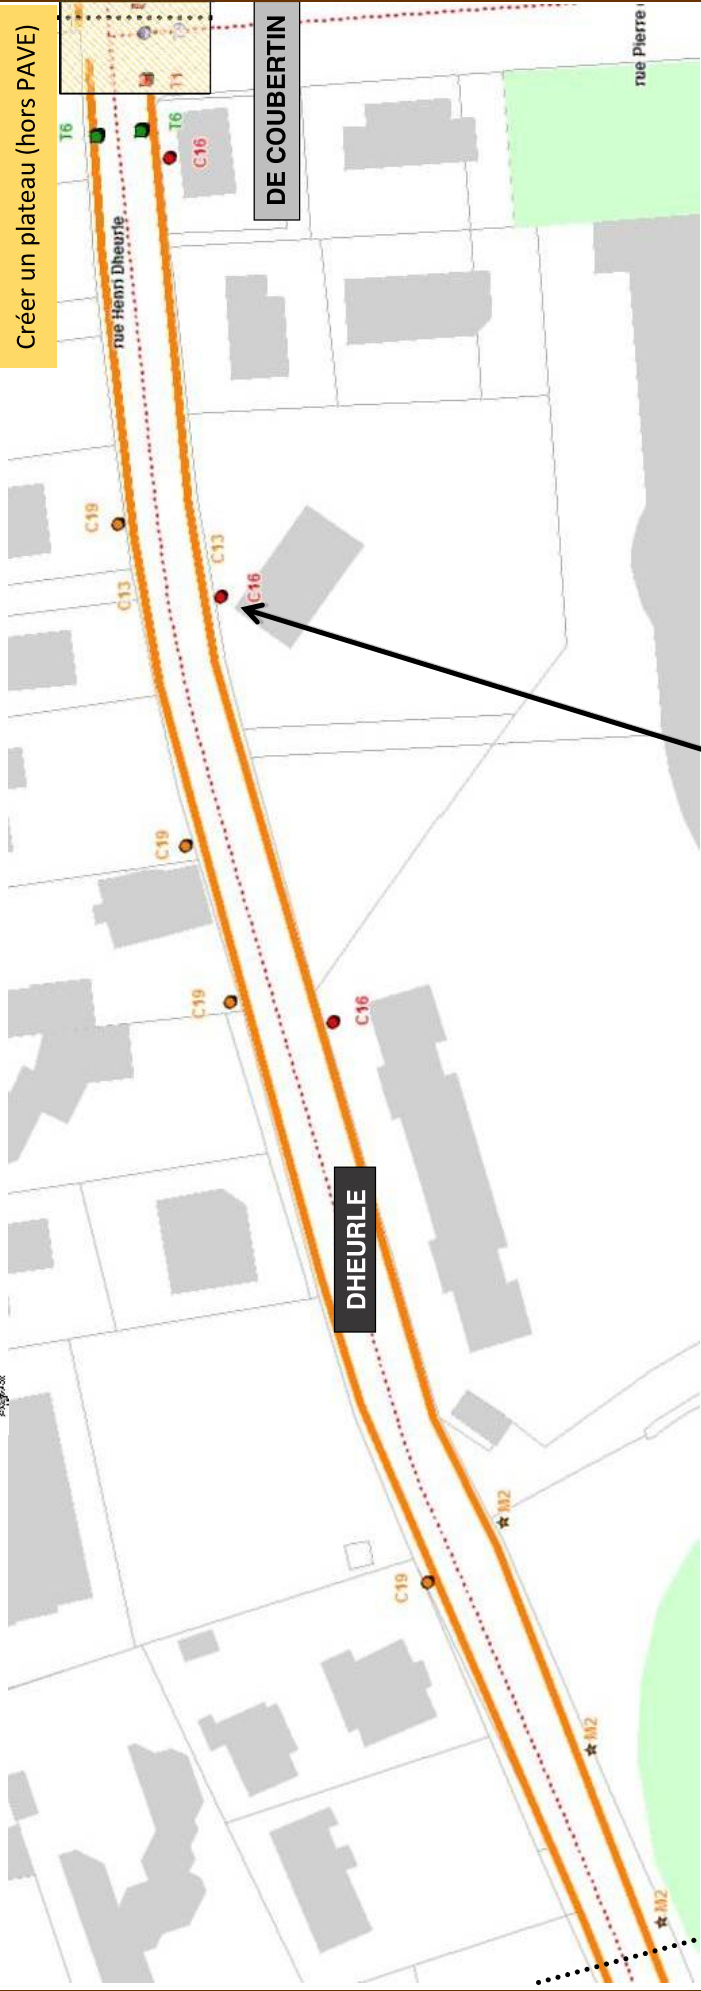 Créer un plateau (hors PAVE)
DE COUBERTIN
rue Pierre
T6
T1
T6
C16
rue Henri Dheurle
C19
C13
C13
C16
C19
C19
C16
DHEURLE
M2
C19
M2
M2